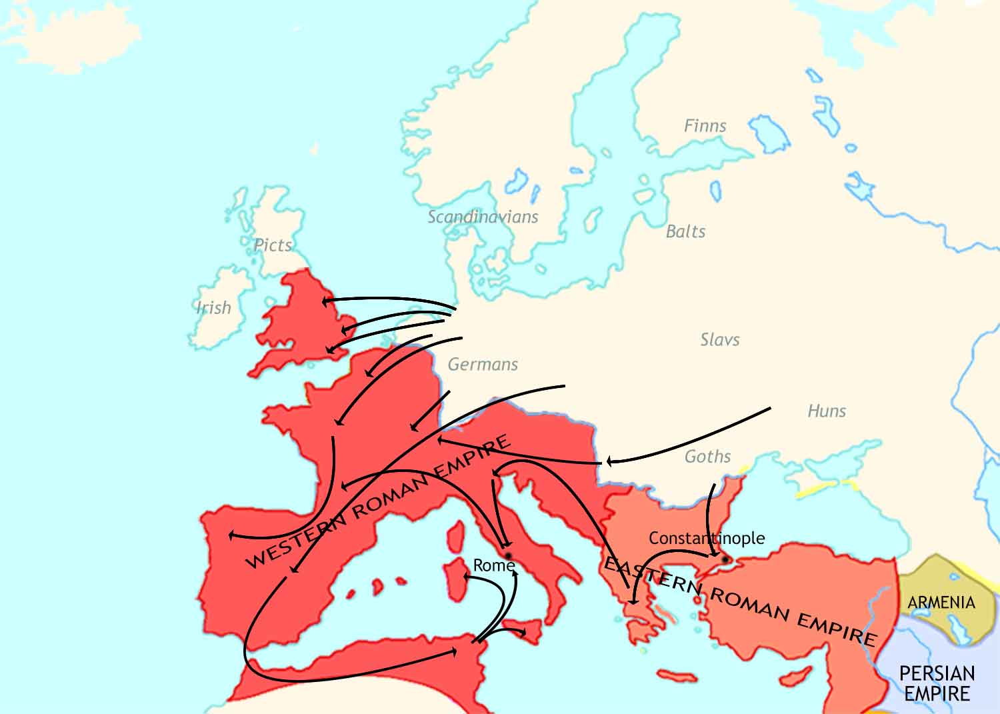 Finns
Scandinavians
Balts
Picts
Irish
Slavs
Germans
Huns
Goths
WESTERN ROMAN EMPIRE
Constantinople
Rome
EASTERN ROMAN EMPIRE
ARMENIA
PERSIAN
EMPIRE